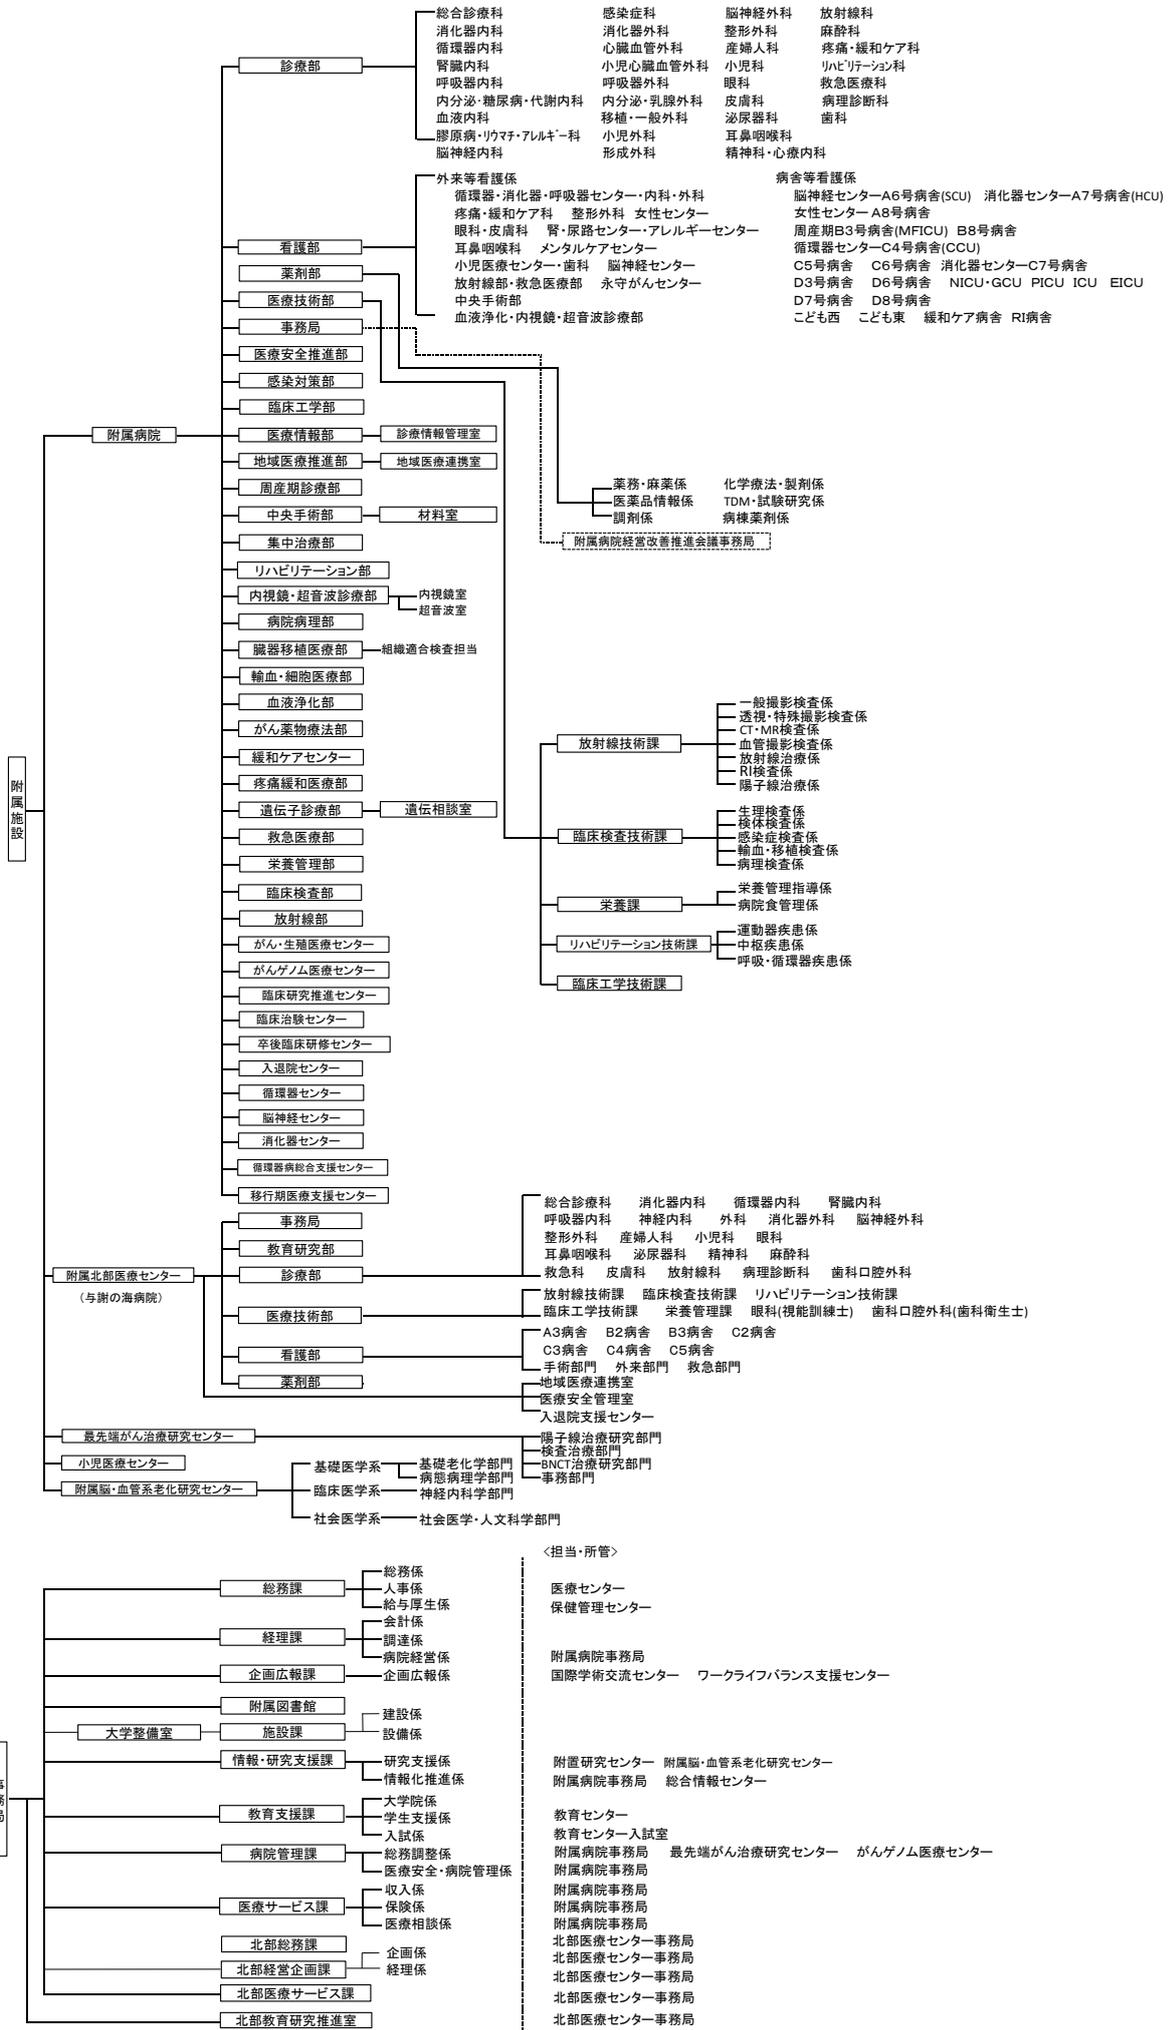 総合診療科 感染症科 脳神経外科 放射線科
消化器内科 消化器外科 整形外科 麻酔科
循環器内科 心臓血管外科 産婦人科 疼痛・緩和ケア科
診療部 腎臓内科 小児心臓血管外科 小児科 リハビリテーション科
呼吸器内科 呼吸器外科 眼科 救急医療科
内分泌・糖尿病・代謝内科 内分泌・乳腺外科 皮膚科 病理診断科
血液内科 移植・一般外科 泌尿器科 歯科
膠原病・リウマチ・アレルギー科 小児外科 耳鼻咽喉科
脳神経内科 形成外科 精神科・心療内科
外来等看護係 病舎等看護係
循環器・消化器・呼吸器センター・内科・外科 脳神経センターA6号病舎(SCU) 消化器センターA7号病舎(HCU)
疼痛・緩和ケア科 整形外科 女性センター 女性センターA8号病舎
眼科・皮膚科 腎・尿路センター・アレルギーセンター 周産期B3号病舎(MFICU) B8号病舎
看護部 耳鼻咽喉科 メンタルケアセンター 循環器センターC4号病舎(CCU)
小児医療センター・歯科 脳神経センター C5号病舎 C6号病舎 消化器センターC7号病舎
薬剤部
放射線部・救急医療部 永守がんセンター D3号病舎 D6号病舎 NICU・GCU PICU ICU EICU
医療技術部 中央手術部 D7号病舎 D8号病舎
血液浄化・内視鏡・超音波診療部 こども西 こども東 緩和ケア病舎 RI病舎
事務局
医療安全推進部
感染対策部
臨床工学部
附属病院 医療情報部 診療情報管理室
地域医療推進部 地域医療連携室
周産期診療部 薬務・麻薬係 化学療法・製剤係
医薬品情報係 TDM・試験研究係
中央手術部 材料室 調剤係 病棟薬剤係
集中治療部 附属病院経営改善推進会議事務局
リハビリテーション部
内視鏡・超音波診療部 内視鏡室
超音波室
病院病理部
臓器移植医療部 組織適合検査担当
輸血・細胞医療部
血液浄化部 一般撮影検査係
透視・特殊撮影検査係
がん薬物療法部 CT・MR検査係
放射線技術課 血管撮影検査係
緩和ケアセンター 放射線治療係
RI検査係
疼痛緩和医療部 陽子線治療係
附属施設
遺伝子診療部 遺伝相談室 生理検査係
検体検査係
救急医療部 臨床検査技術課 感染症検査係
輸血・移植検査係
栄養管理部 病理検査係
臨床検査部 栄養管理指導係
栄養課 病院食管理係
放射線部 運動器疾患係
がん・生殖医療センター リハビリテーション技術課 中枢疾患係
呼吸・循環器疾患係
がんゲノム医療センター
臨床工学技術課
臨床研究推進センター
臨床治験センター
卒後臨床研修センター
入退院センター
循環器センター
脳神経センター
消化器センター
循環器病総合支援センター
移行期医療支援センター
総合診療科 消化器内科 循環器内科 腎臓内科
事務局 呼吸器内科 神経内科 外科 消化器外科 脳神経外科
整形外科 産婦人科 小児科 眼科
教育研究部 耳鼻咽喉科 泌尿器科 精神科 麻酔科
附属北部医療センター 診療部 救急科 皮膚科 放射線科 病理診断科 歯科口腔外科
(与謝の海病院) 放射線技術課 臨床検査技術課 リハビリテーション技術課
医療技術部 臨床工学技術課 栄養管理課 眼科(視能訓練士) 歯科口腔外科(歯科衛生士)
A3病舎 B2病舎 B3病舎 C2病舎
看護部 C3病舎 C4病舎 C5病舎
手術部門 外来部門 救急部門
薬剤部 地域医療連携室
医療安全管理室
入退院支援センター
最先端がん治療研究センター 陽子線治療研究部門
検査治療部門
小児医療センター 基礎医学系 基礎老化学部門 BNCT治療研究部門
病態病理学部門 事務部門
附属脳・血管系老化研究センター 臨床医学系 神経内科学部門
社会医学系 社会医学・人文科学部門
<担当・所管>
総務係
総務課 人事係 医療センター
給与厚生係 保健管理センター
会計係
経理課 調達係
病院経営係 附属病院事務局
企画広報課 企画広報係 国際学術交流センター ワークライフバランス支援センター
附属図書館
建設係
大学整備室 施設課 設備係
情報・研究支援課 研究支援係 附置研究センター 附属脳・血管系老化研究センター
情報化推進係 附属病院事務局 総合情報センター
事務局
大学院係
教育支援課 学生支援係 教育センター
入試係 教育センター入試室
病院管理課 総務調整係 附属病院事務局 最先端がん治療研究センター がんゲノム医療センター
医療安全・病院管理係 附属病院事務局
収入係 附属病院事務局
医療サービス課 保険係 附属病院事務局
医療相談係 附属病院事務局
北部総務課 北部医療センター事務局
企画係 北部医療センター事務局
北部経営企画課 経理係 北部医療センター事務局
北部医療サービス課 北部医療センター事務局
北部教育研究推進室 北部医療センター事務局